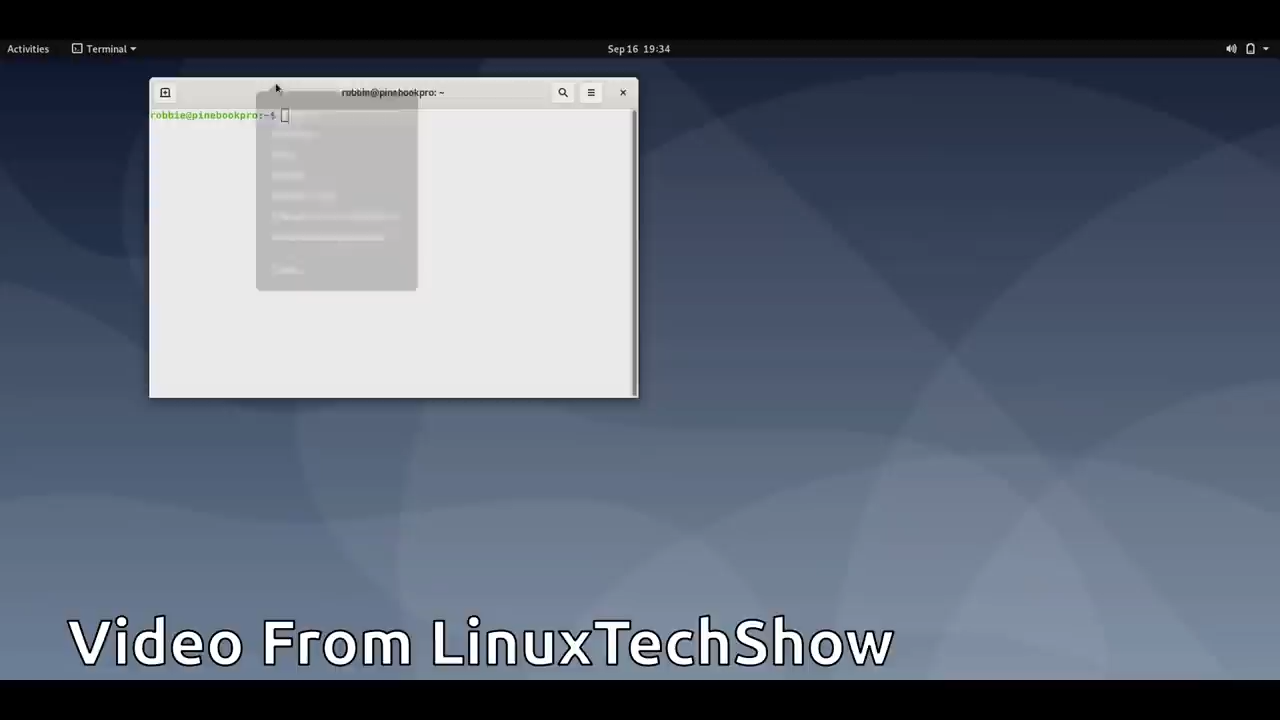 Activities
Terminal
Sep 16 19:34
robbie@pinebookpro: ~
robbie@pinebookpro:~$
Video From LinuxTechShow